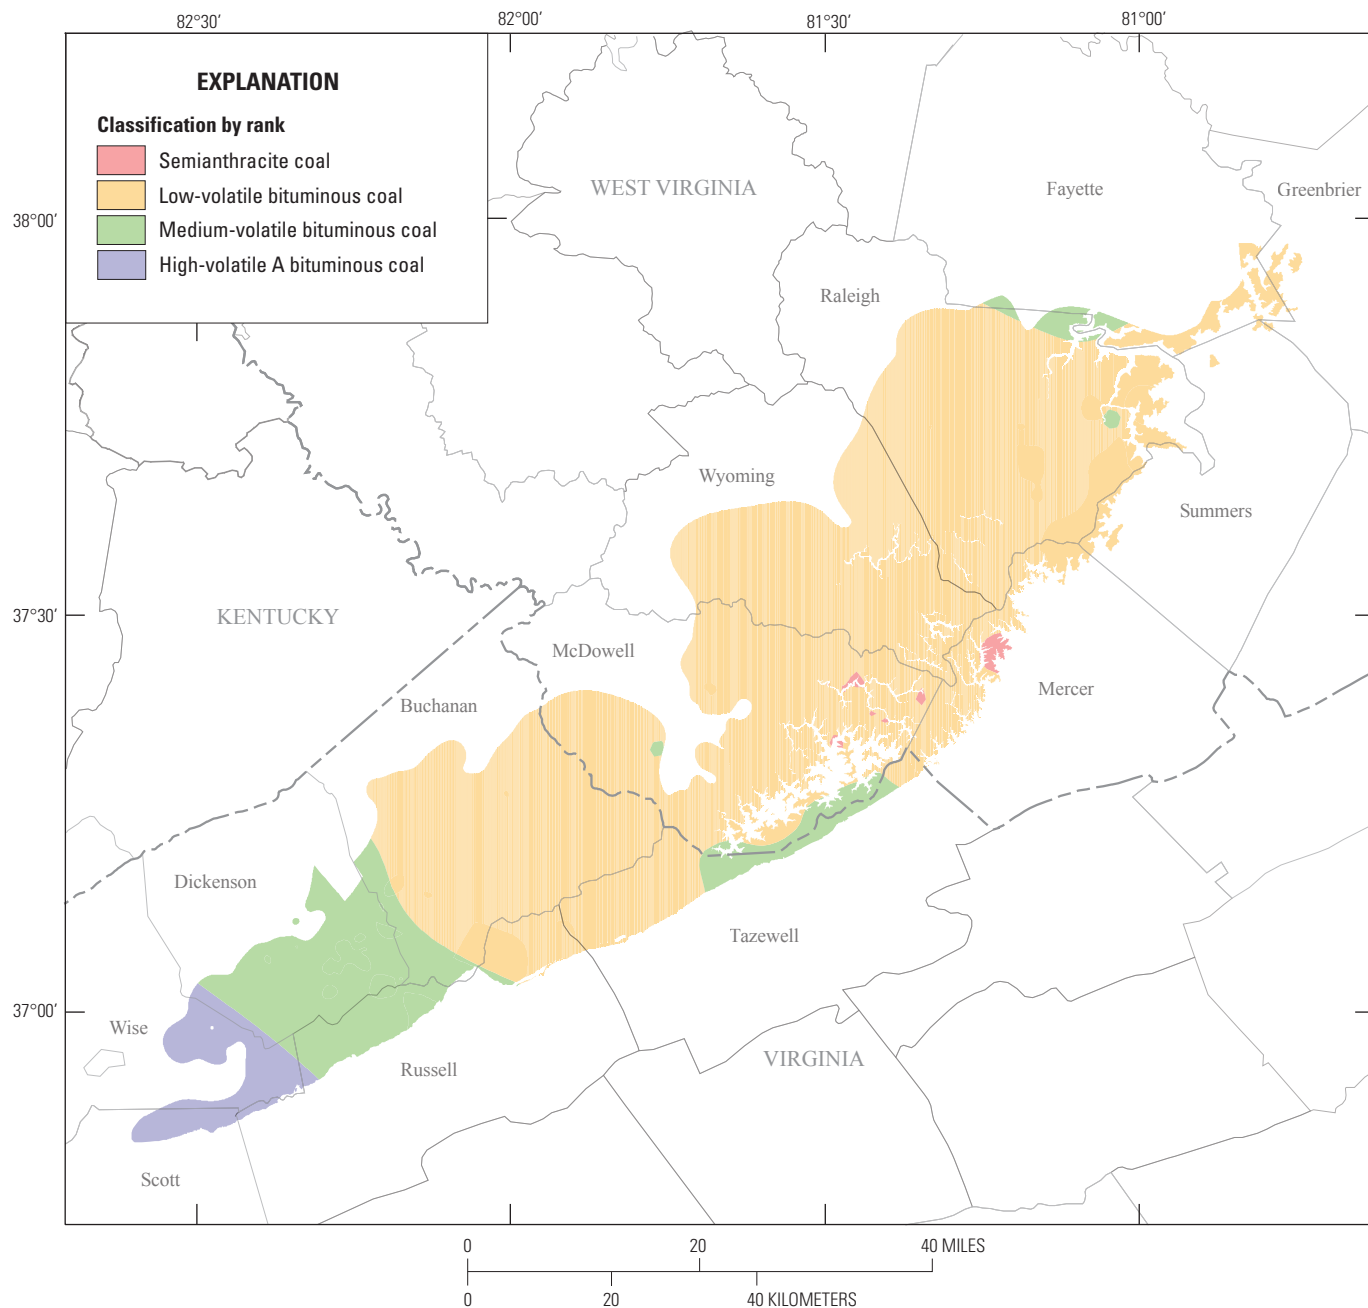 82°30′ 82°00′ 81°30′ 81°00′
EXPLANATION
Classification by rank
Semianthracite coal
Low-volatile bituminous coal
Medium-volatile bituminous coal
High-volatile A bituminous coal
WEST VIRGINIA
Fayette
Greenbrier
38°00′
Raleigh
Wyoming
Summers
37°30′
KENTUCKY
McDowell
Mercer
Buchanan
Dickenson
Tazewell
37°00′
Wise
VIRGINIA
Russell
Scott
0 20 40 MILES
0 20 40 KILOMETERS